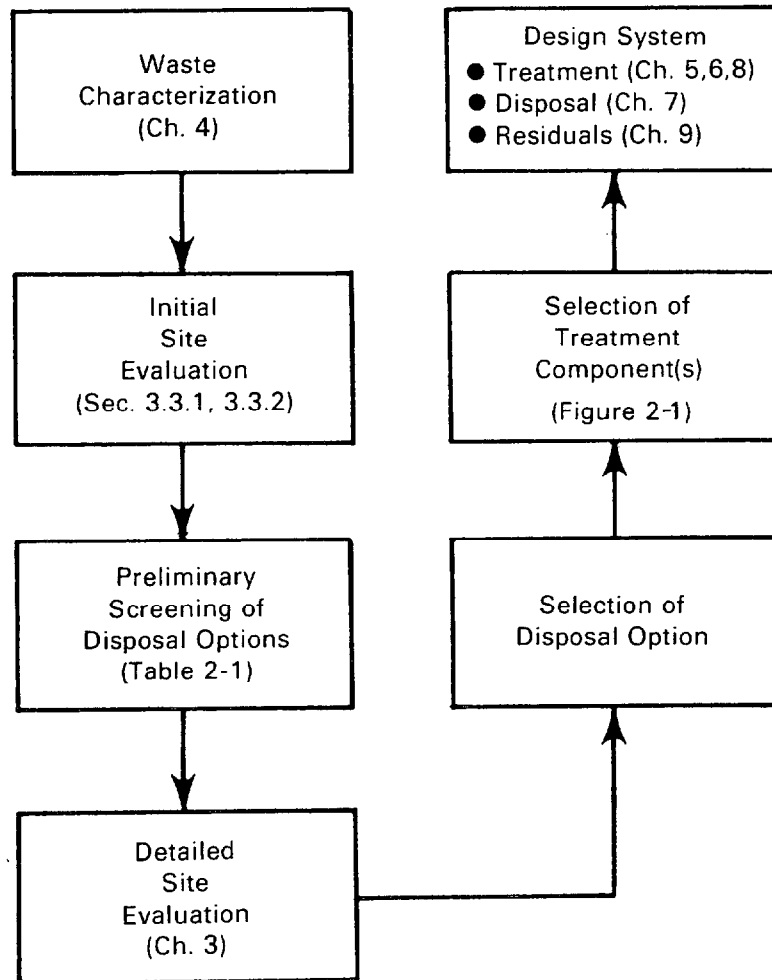 Waste
Characterization
(Ch. 4)
Initial
Site
Evaluation
(Sec. 3.3.1, 3.3.2)
Preliminary
Screening of
Disposal Options
(Table 2-1)
Detailed
Site
Evaluation
(Ch. 3)
Selection of
Disposal Option
Selection of
Treatment
Component(s)
(Figure 2-1)
Design System
● Treatment (Ch. 5,6,8)
● Disposal (Ch. 7)
● Residuals (Ch. 9)